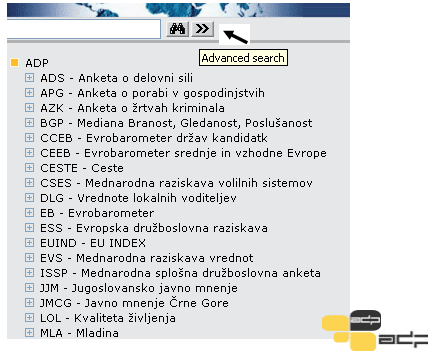 Advanced search
ADP
ADS - Anketa o delovni sili
APG - Anketa o porabi v gospodinjstvih
AZK - Anketa o žrtvah kriminala
BGP - Mediana Branost, Gledanost, Poslušanost
CCEB - Evrobarometer držav kandidatk
CEEB - Evrobarometer srednje in vzhodne Evrope
CESTE - Ceste
CSES - Mednarodna raziskava volilnih sistemov
DLG - Vrednote lokalnih voditeljev
EB - Evrobarometer
ESS - Evropska družboslovna raziskava
EUIND - EU INDEX
EVS - Mednarodna raziskava vrednot
ISSP - Mednarodna splošna družboslovna anketa
JJM - Jugoslovansko javno mnenje
JMCG - Javno mnenje Črne Gore
LOL - Kvaliteta življenja
MLA - Mladina
adp
adp